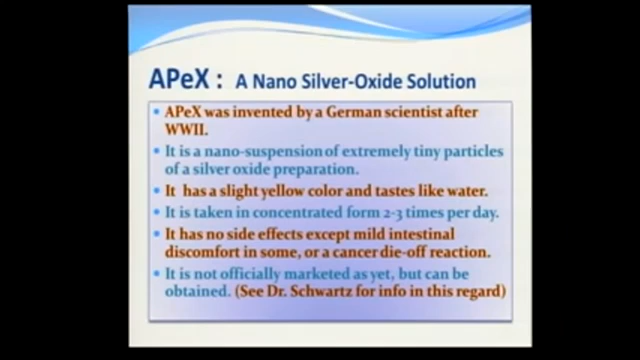 APeX : A Nano Silver-Oxide Solution
• APeX was invented by a German scientist after
WWII.
• It is a nano-suspension of extremely tiny particles
of a silver oxide preparation.
• It has a slight yellow color and tastes like water.
• It is taken in concentrated form 2-3 times per day.
• It has no side effects except mild intestinal
discomfort in some, or a cancer die-off reaction.
• It is not officially marketed as yet, but can be
obtained. (See Dr. Schwartz for info in this regard)